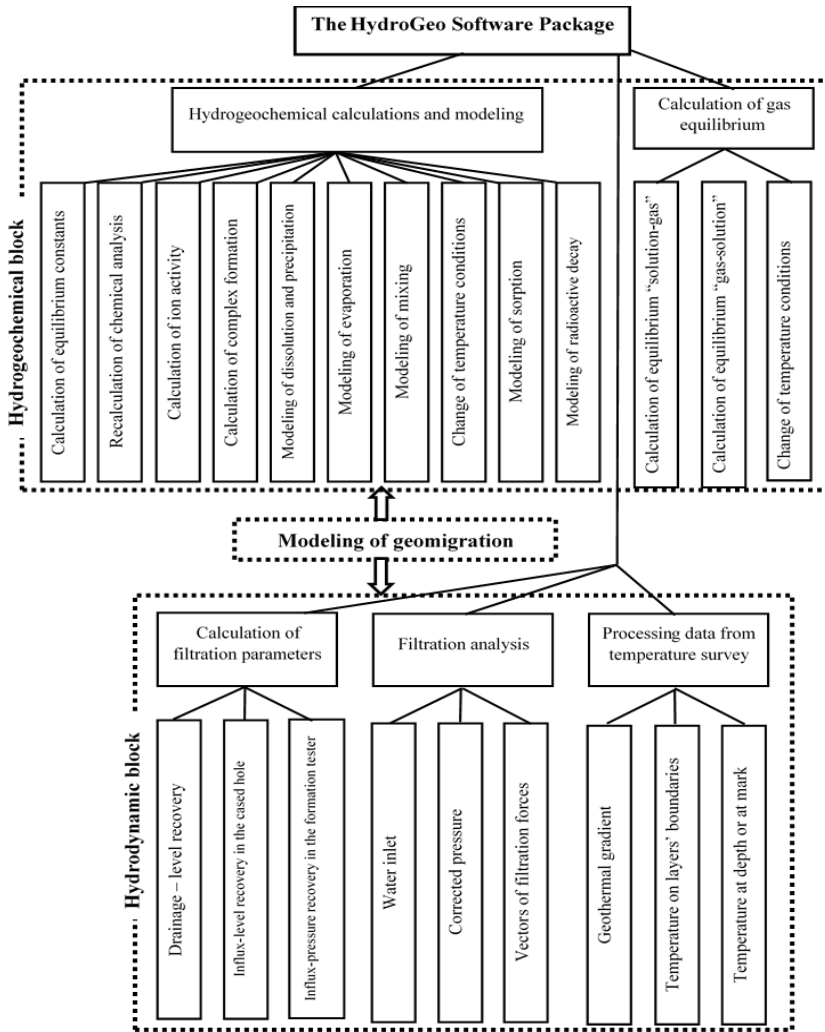 The HydroGeo Software Package
Hydrogeochemical block
Hydrogeochemical calculations and modeling
Calculation of gas
equilibrium
Calculation of equilibrium constants
Recalculation of chemical analysis
Calculation of ion activity
Calculation of complex formation
Modeling of dissolution and precipitation
Modeling of evaporation
Modeling of mixing
Change of temperature conditions
Modeling of sorption
Modeling of radioactive decay
Calculation of equilibrium “solution-gas”
Calculation of equilibrium “gas-solution”
Change of temperature conditions
Modeling of geomigration
Hydrodynamic block
Calculation of
filtration parameters
Filtration analysis
Processing data from
temperature survey
Drainage – level recovery
Influx-level recovery in the cased hole
Influx-pressure recovery in the formation tester
Water inlet
Corrected pressure
Vectors of filtration forces
Geothermal gradient
Temperature on layers’ boundaries
Temperature at depth or at mark